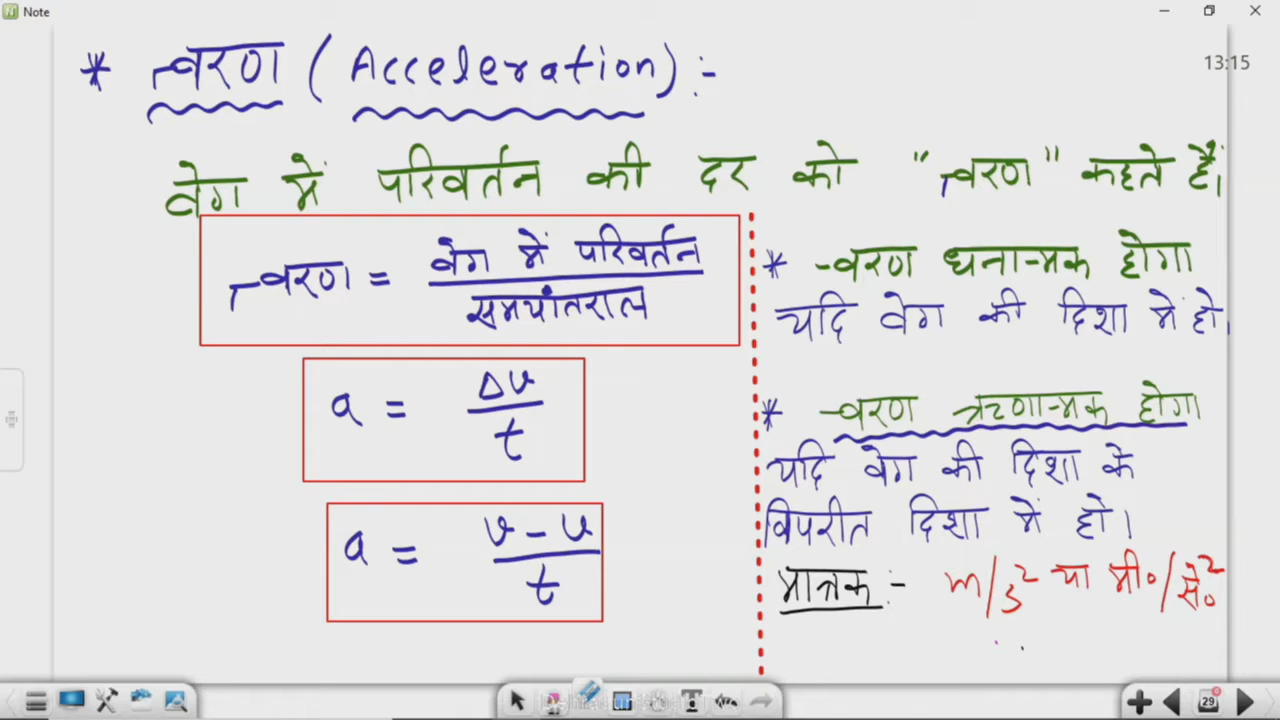 Note
13:15
* त्वरण (Acceleration) :-
वेग में परिवर्तन की दर को "त्वरण" कहते हैं।
त्वरण = वेग में परिवर्तन / समयांतराल
a = Δv / t
a = v - u / t
* त्वरण धनात्मक होगा
यदि वेग की दिशा में हो।
* त्वरण ऋणात्मक होगा
यदि वेग की दिशा के
विपरीत दिशा में हो।
मात्रक :- m/s² या मी०/से०²
29